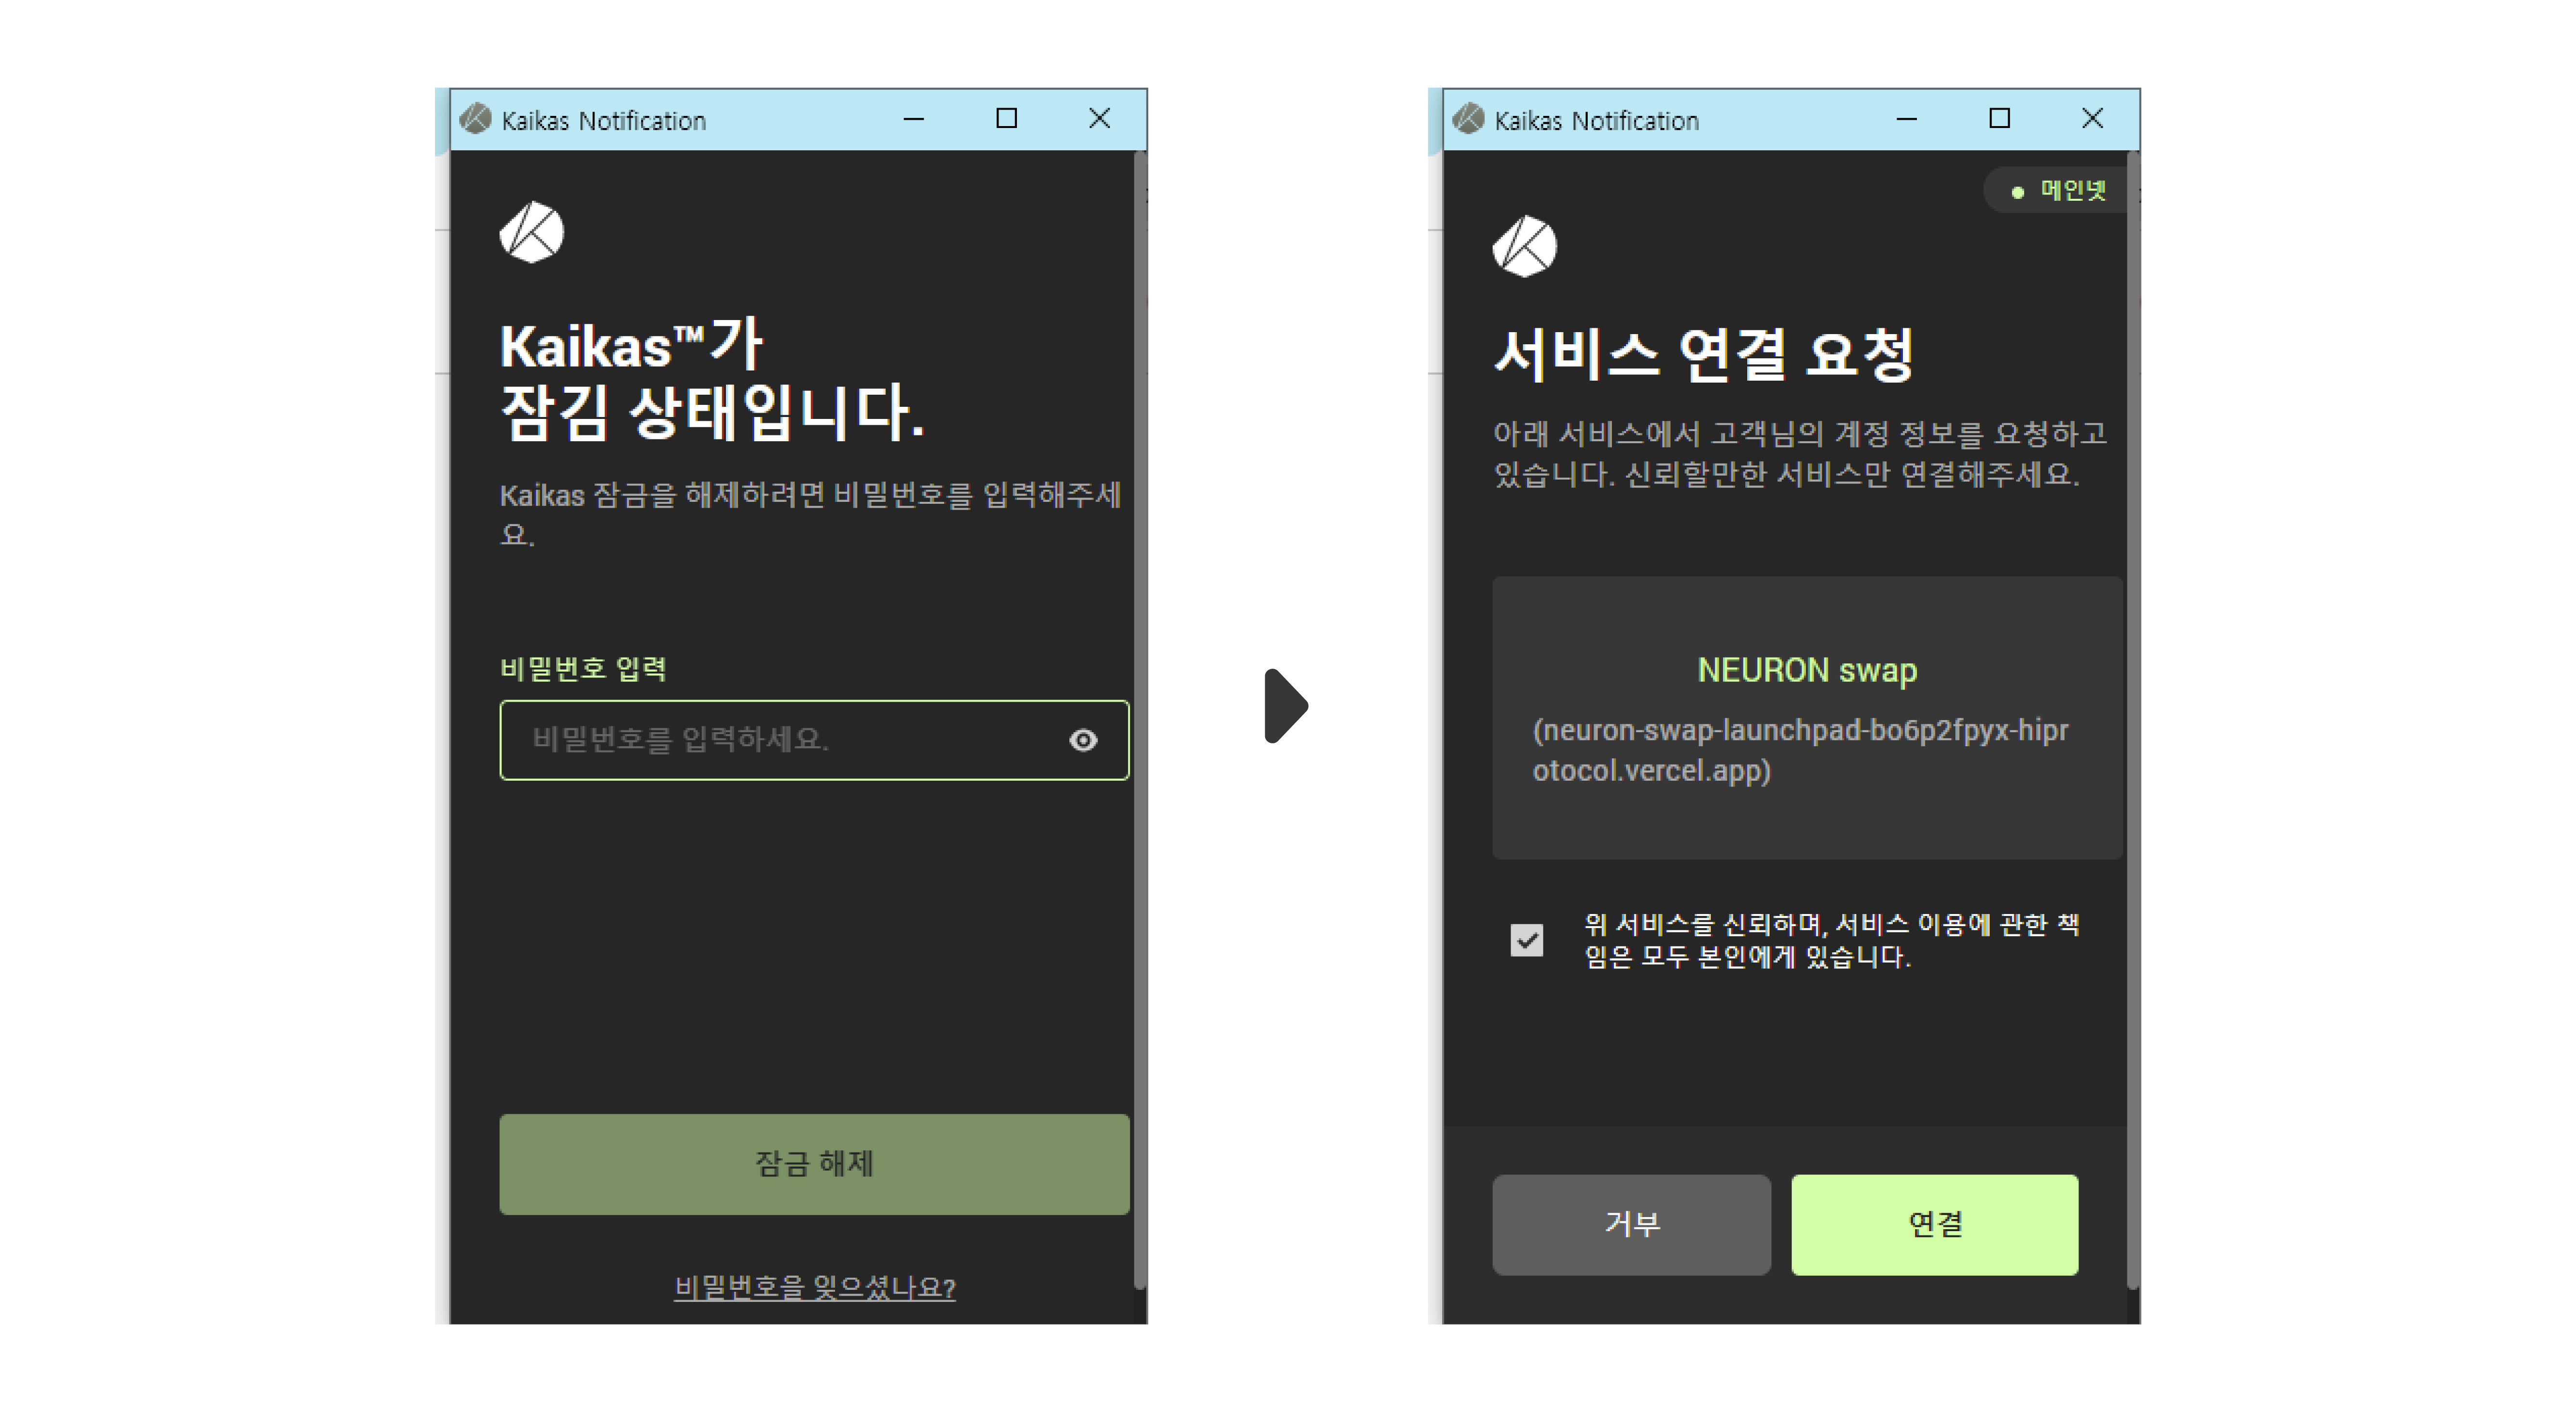 Kaikas Notification
Kaikas™가
잠김 상태입니다.
Kaikas 잠금을 해제하려면 비밀번호를 입력해주세
요.
비밀번호 입력
비밀번호를 입력하세요.
잠금 해제
비밀번호을 잊으셨나요?
Kaikas Notification
메인넷
서비스 연결 요청
아래 서비스에서 고객님의 계정 정보를 요청하고
있습니다. 신뢰할만한 서비스만 연결해주세요.
NEURON swap
(neuron-swap-launchpad-bo6p2fpyx-hipr
otocol.vercel.app)
위 서비스를 신뢰하며, 서비스 이용에 관한 책
임은 모두 본인에게 있습니다.
거부
연결